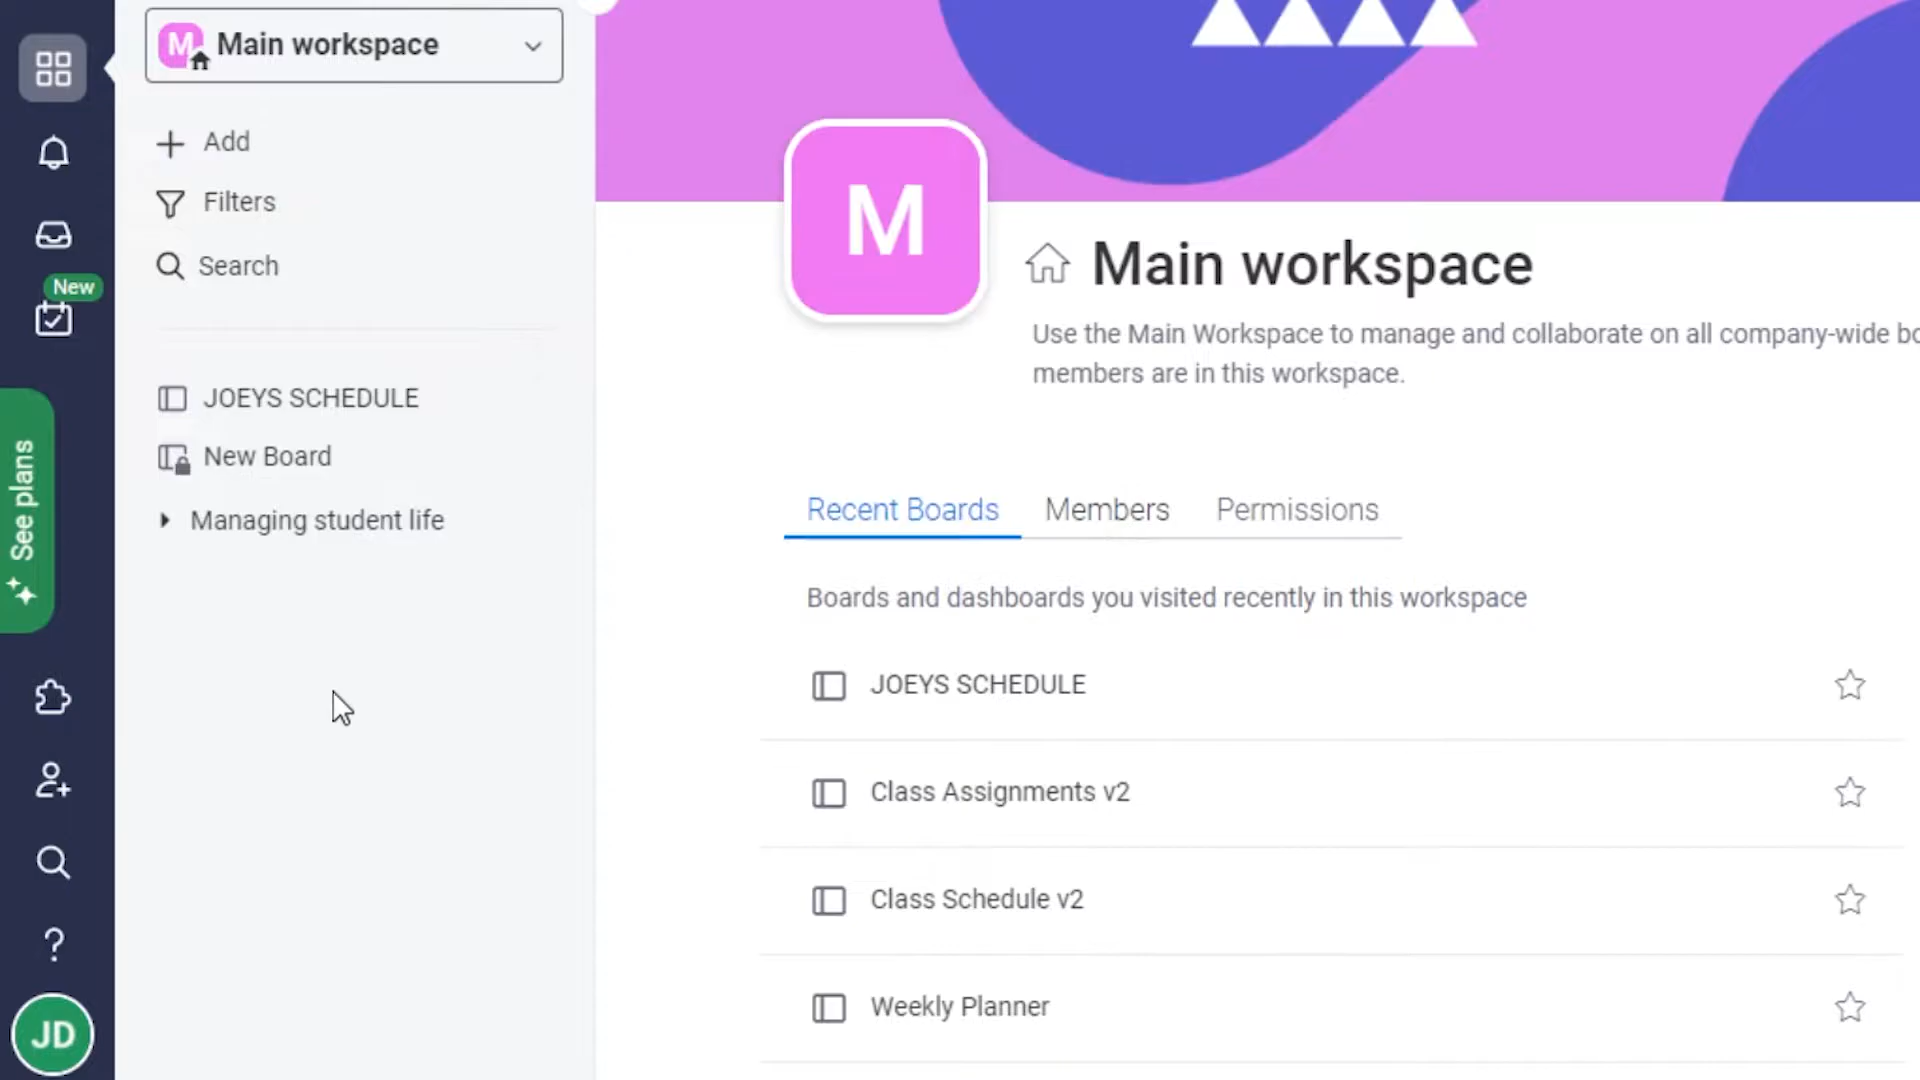 M Main workspace
Add
Filters
Search
New
See plans
JOEYS SCHEDULE
New Board
Managing student life
JD
M
Main workspace
Use the Main Workspace to manage and collaborate on all company-wide
members are in this workspace.
Recent Boards Members Permissions
Boards and dashboards you visited recently in this workspace
JOEYS SCHEDULE
Class Assignments v2
Class Schedule v2
Weekly Planner